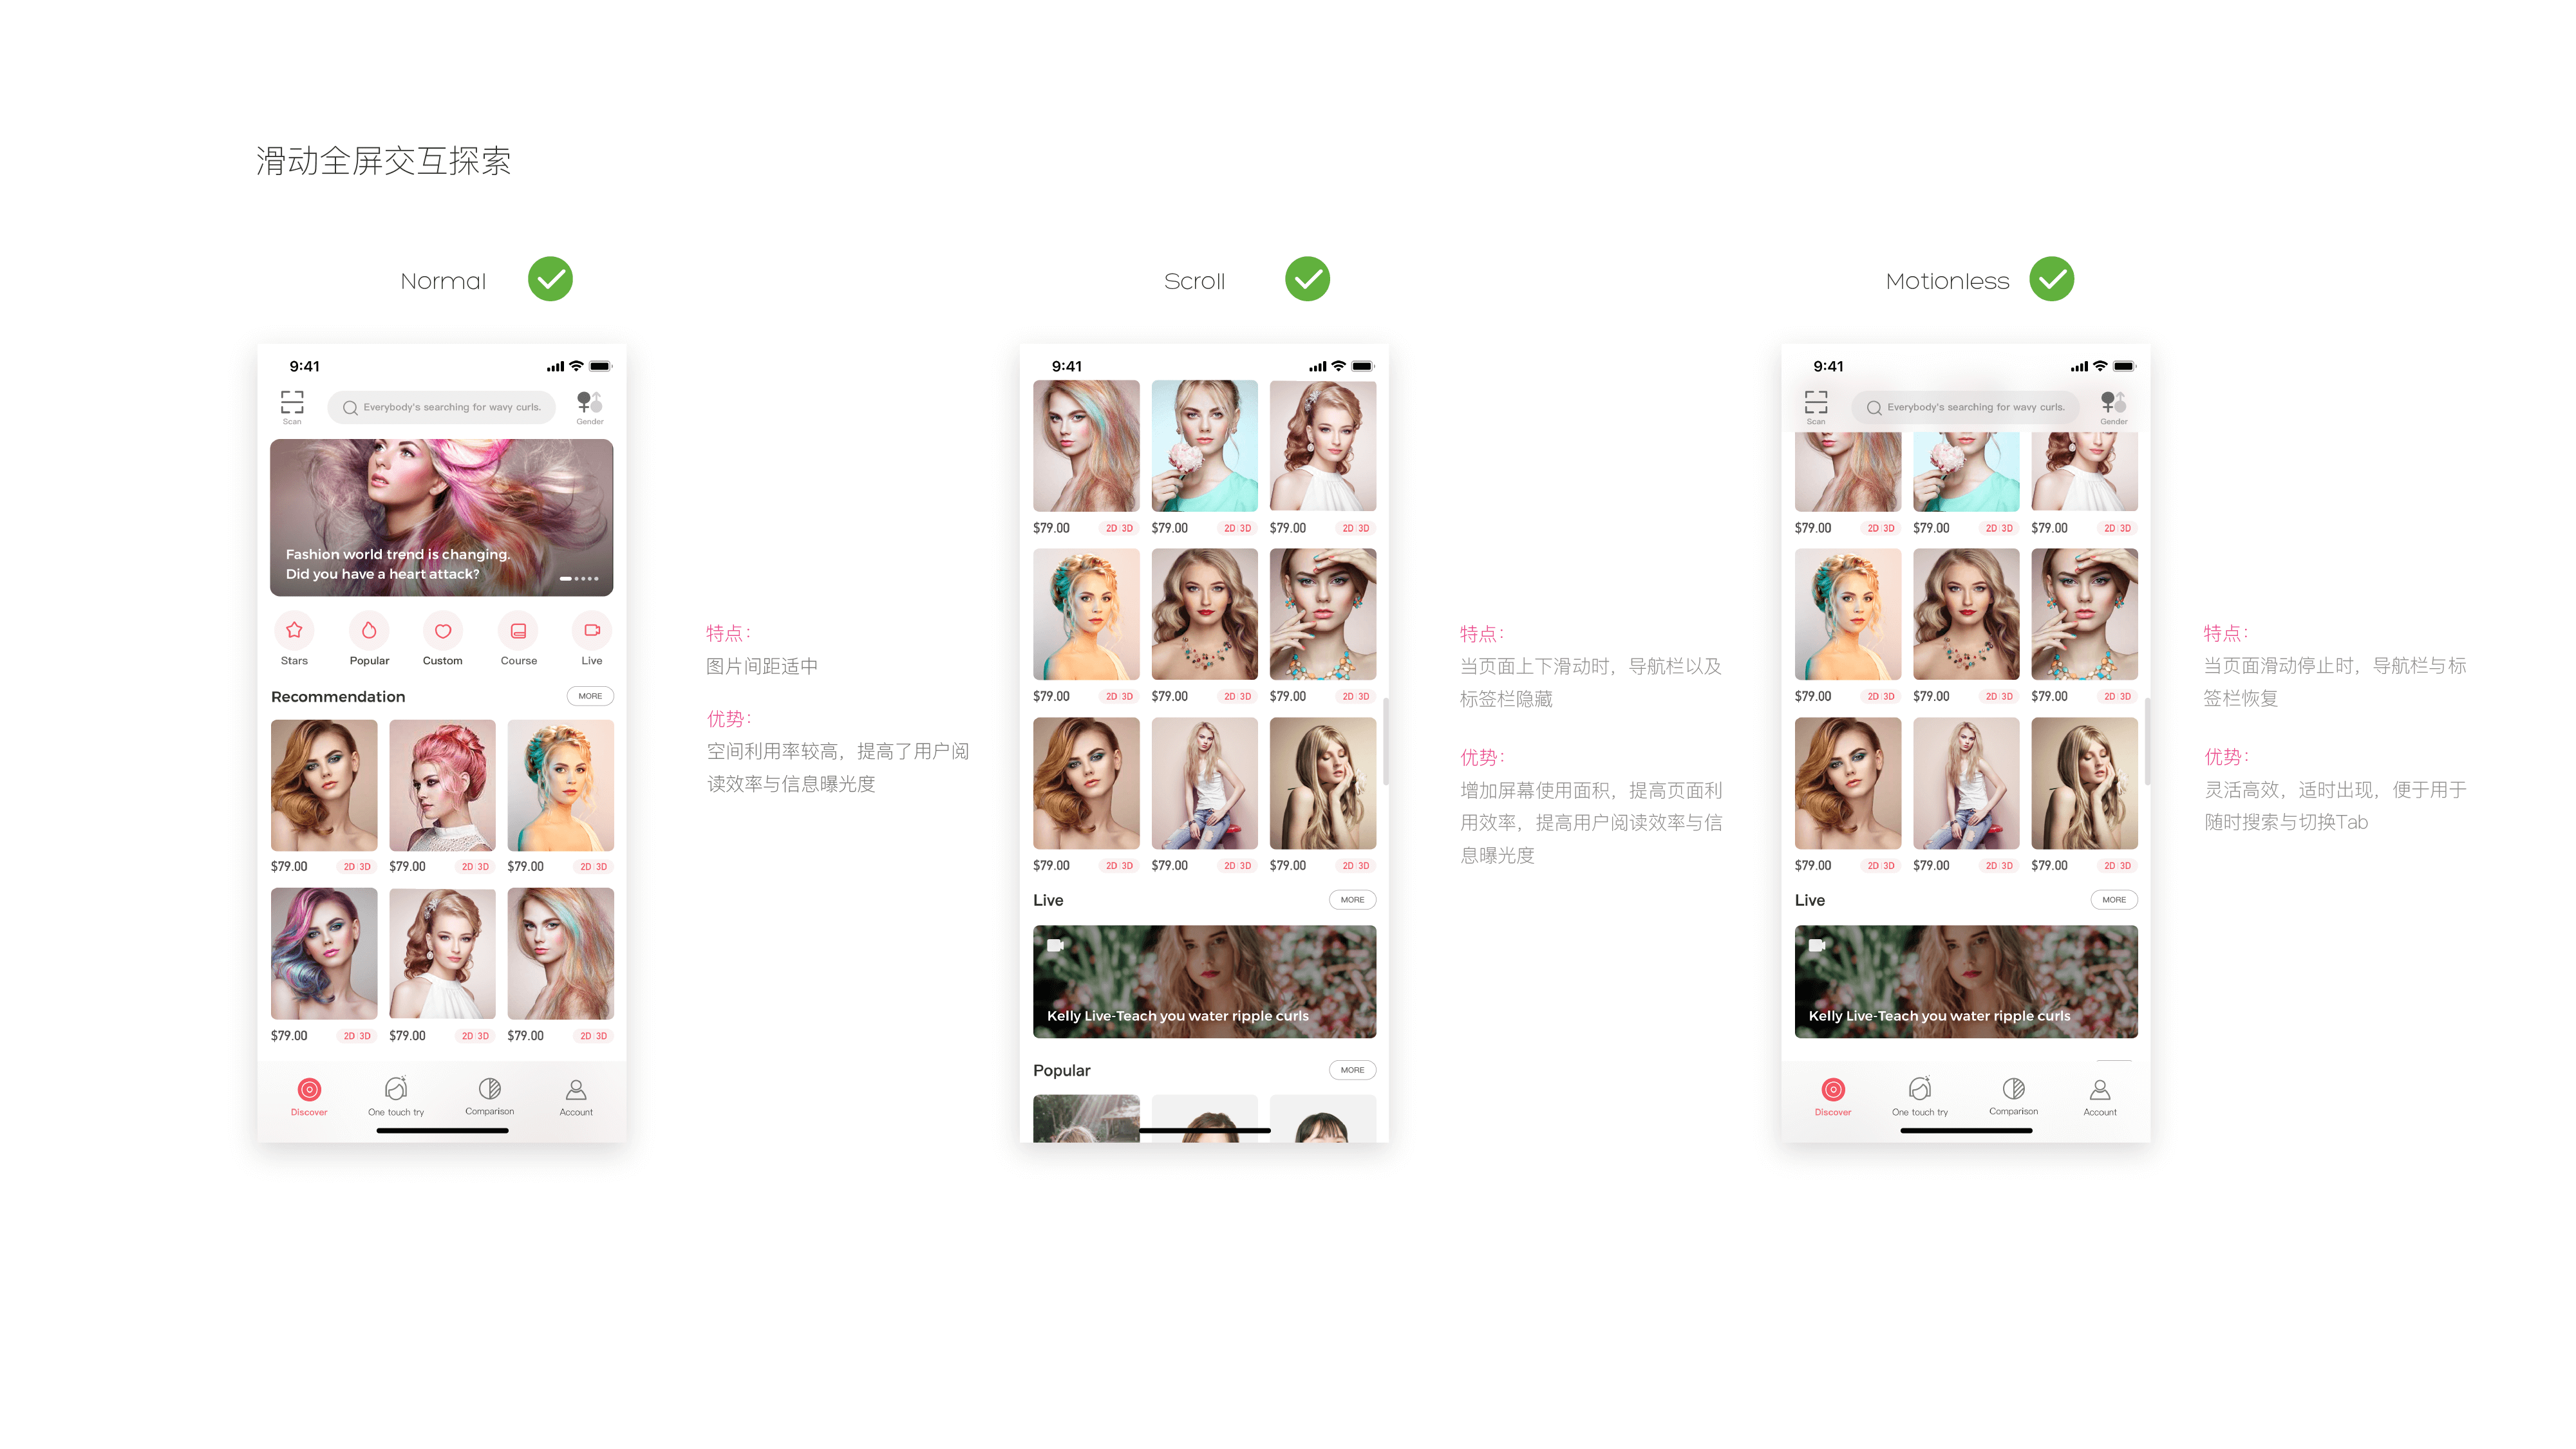 滑动全屏交互探索
Normal
Scroll
Motionless
9:41
Scan
Everybody's searching for wavy curls.
Gender
Fashion world trend is changing.
Did you have a heart attack?
Stars
Popular
Custom
Course
Live
Recommendation
MORE
$79.00 2D 3D $79.00 2D 3D $79.00 2D 3D
$79.00 2D 3D $79.00 2D 3D $79.00 2D 3D
Discover
One touch try
Comparison
Account
特点：
图片间距适中
优势：
空间利用率较高，提高了用户阅
读效率与信息曝光度
9:41
$79.00 2D 3D $79.00 2D 3D $79.00 2D 3D
$79.00 2D 3D $79.00 2D 3D $79.00 2D 3D
$79.00 2D 3D $79.00 2D 3D $79.00 2D 3D
Live
MORE
Kelly Live-Teach you water ripple curls
Popular
MORE
特点：
当页面上下滑动时，导航栏以及
标签栏隐藏
优势：
增加屏幕使用面积，提高页面利
用效率，提高用户阅读效率与信
息曝光度
9:41
Scan
Everybody's searching for wavy curls.
Gender
$79.00 2D 3D $79.00 2D 3D $79.00 2D 3D
$79.00 2D 3D $79.00 2D 3D $79.00 2D 3D
$79.00 2D 3D $79.00 2D 3D $79.00 2D 3D
Live
MORE
Kelly Live-Teach you water ripple curls
Discover
One touch try
Comparison
Account
特点：
当页面滑动停止时，导航栏与标
签栏恢复
优势：
灵活高效，适时出现，便于用于
随时搜索与切换Tab